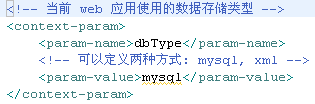 <!-- 当前 web 应用使用的数据存储类型 -->
<context-param>
<param-name>dbType</param-name>
<!-- 可以定义两种方式: mysql, xml -->
<param-value>mysql</param-value>
</context-param>